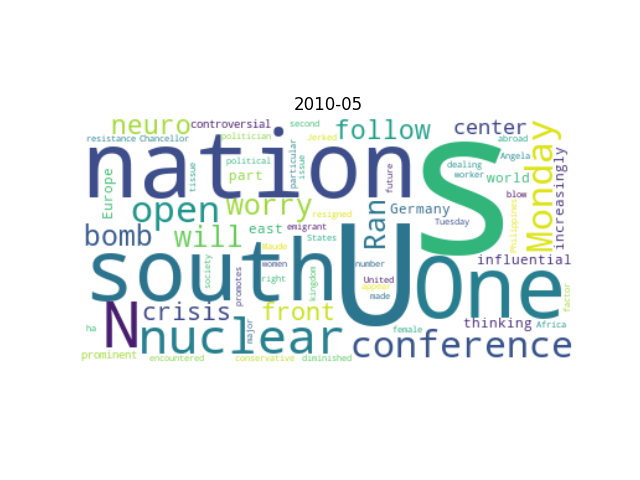 2010-05
neuro controversial second Jerked follow center abroad Monday
resistance Chancellor politician particular issue Angela increasingly
nation S
Europe tissue political part future dealing worker world blow
open worry Ran Germany Tuesday Philippines
bomb will east resigned emigrant States influential
south U One
Maude women right society promotes kingdom number United appear made factor
N crisis front thinking Africa
ha nuclear major female conference
prominent encountered conservative diminished